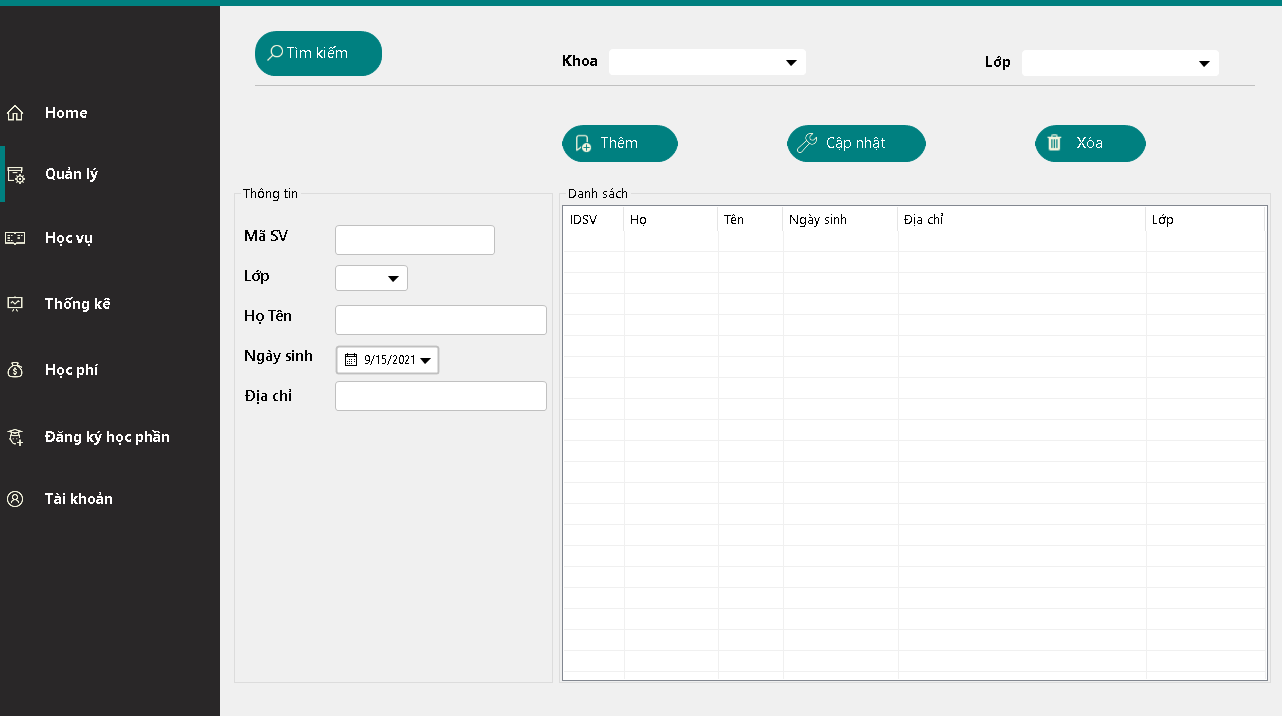 Tìm kiếm
Khoa
Lớp
Home
Quản lý
Học vụ
Thống kê
Học phí
Đăng ký học phần
Tài khoản
Thêm
Cập nhật
Xóa
Thông tin
Mã SV
Lớp
Họ Tên
Ngày sinh
9/15/2021
Địa chỉ
Danh sách
IDSV Họ Tên Ngày sinh Địa chỉ Lớp